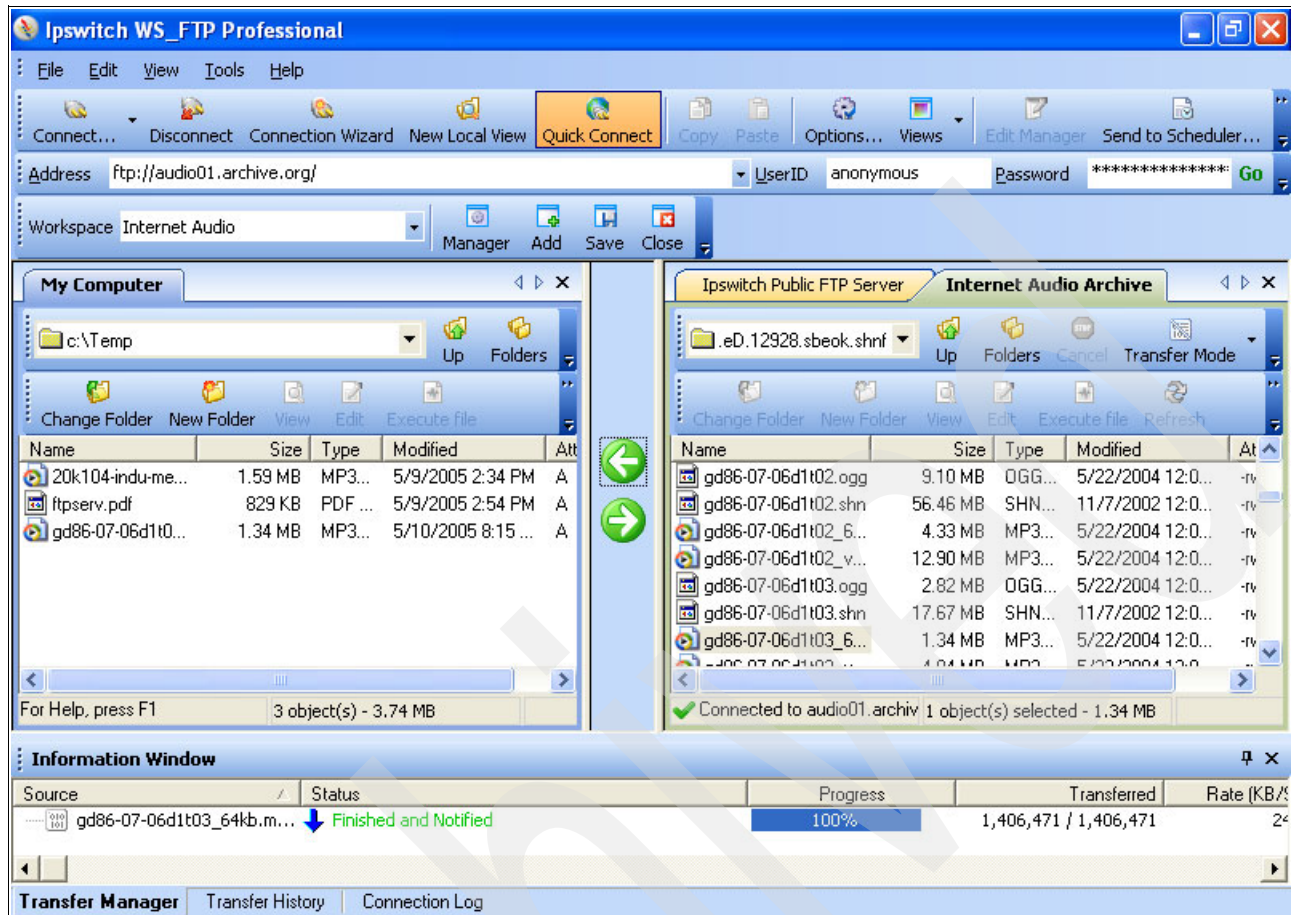 Ipswitch WS_FTP Professional
File Edit View Tools Help
Connect... Disconnect Connection Wizard New Local View Quick Connect Copy Paste Options... Views Edit Manager Send to Scheduler...
Address ftp://audio01.archive.org/ UserID anonymous Password **************: Go
Workspace Internet Audio Manager Add Save Close
My Computer
c:\Temp Up Folders
Change Folder New Folder View Edit Execute file
Name Size Type Modified Att
20k104-indu-me... 1.59 MB MP3... 5/9/2005 2:34 PM A
ftpserv.pdf 829 KB PDF ... 5/9/2005 2:54 PM A
gd86-07-06d1t0... 1.34 MB MP3... 5/10/2005 8:15 ... A
For Help, press F1 3 object(s) - 3.74 MB
Ipswitch Public FTP Server Internet Audio Archive
.eD.12928.sbeok.shnf Up Folders Cancel Transfer Mode
Change Folder New Folder View Edit Execute file Refresh
Name Size Type Modified At
gd86-07-06d1t02.ogg 9.10 MB OGG... 5/22/2004 12:0... -rw
gd86-07-06d1t02.shn 56.46 MB SHN... 11/7/2002 12:0... -rw
gd86-07-06d1t02_6... 4.33 MB MP3... 5/22/2004 12:0... -rw
gd86-07-06d1t02_v... 12.90 MB MP3... 5/22/2004 12:0... -rw
gd86-07-06d1t03.ogg 2.82 MB OGG... 5/22/2004 12:0... -rw
gd86-07-06d1t03.shn 17.67 MB SHN... 11/7/2002 12:0... -rw
gd86-07-06d1t03_6... 1.34 MB MP3... 5/22/2004 12:0... -rw
Connected to audio01.archiv 1 object(s) selected - 1.34 MB
Information Window
Source Status Progress Transferred Rate (KB/S
gd86-07-06d1t03_64kb.m... Finished and Notified 100% 1,406,471 / 1,406,471 24
Transfer Manager Transfer History Connection Log